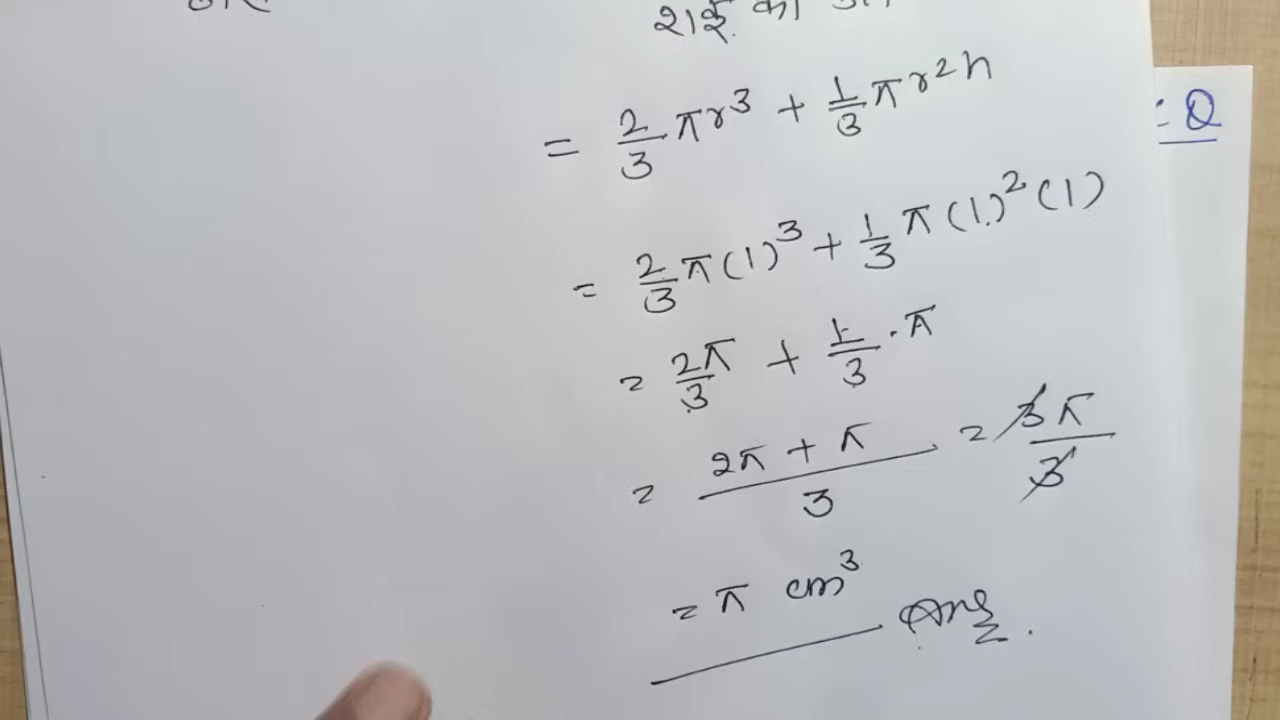 शंकु का
= 2/3 πr³ + 1/3 πr²h
= 2/3 π(1)³ + 1/3 π(1)²(1)
= 2π/3 + 1/3 · π
= (2π + π)/3 = 3π/3
= π cm³ Ans.
= Q